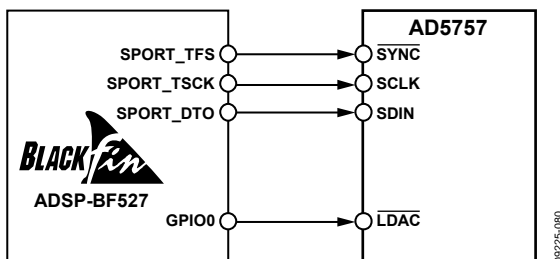 AD5757
SPORT_TFS
SYNC
SPORT_TSCK
SCLK
SPORT_DTO
SDIN
BLACKfin
ADSP-BF527
GPIO0
LDAC
09225-080